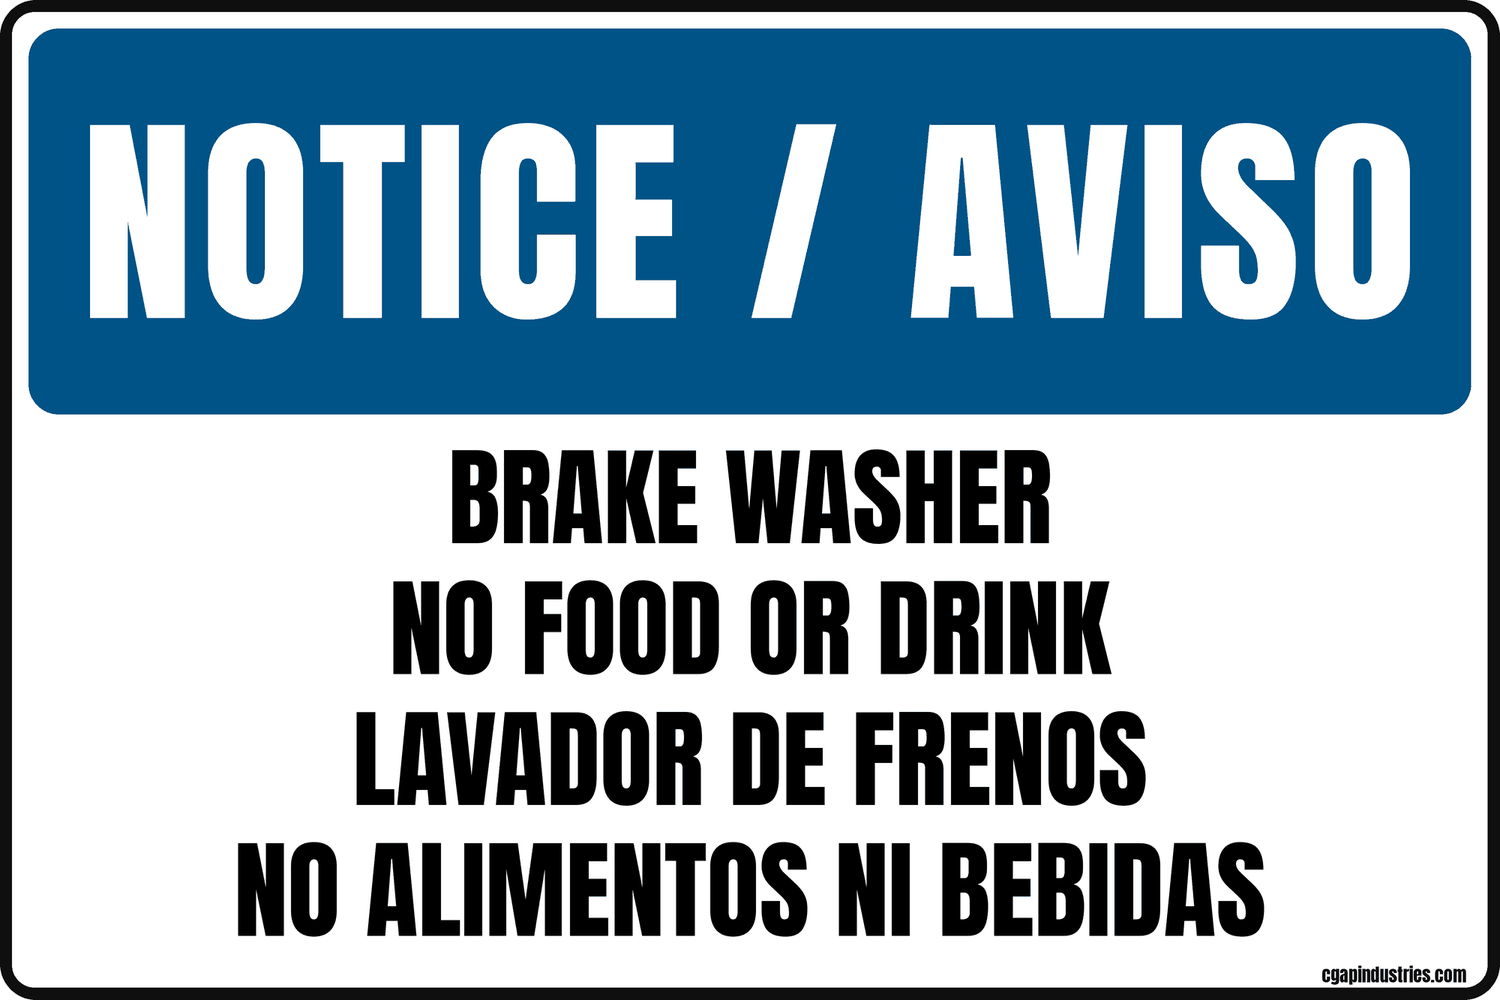 NOTICE / AVISO
BRAKE WASHER
NO FOOD OR DRINK
LAVADOR DE FRENOS
NO ALIMENTOS NI BEBIDAS
cgapindustries.com